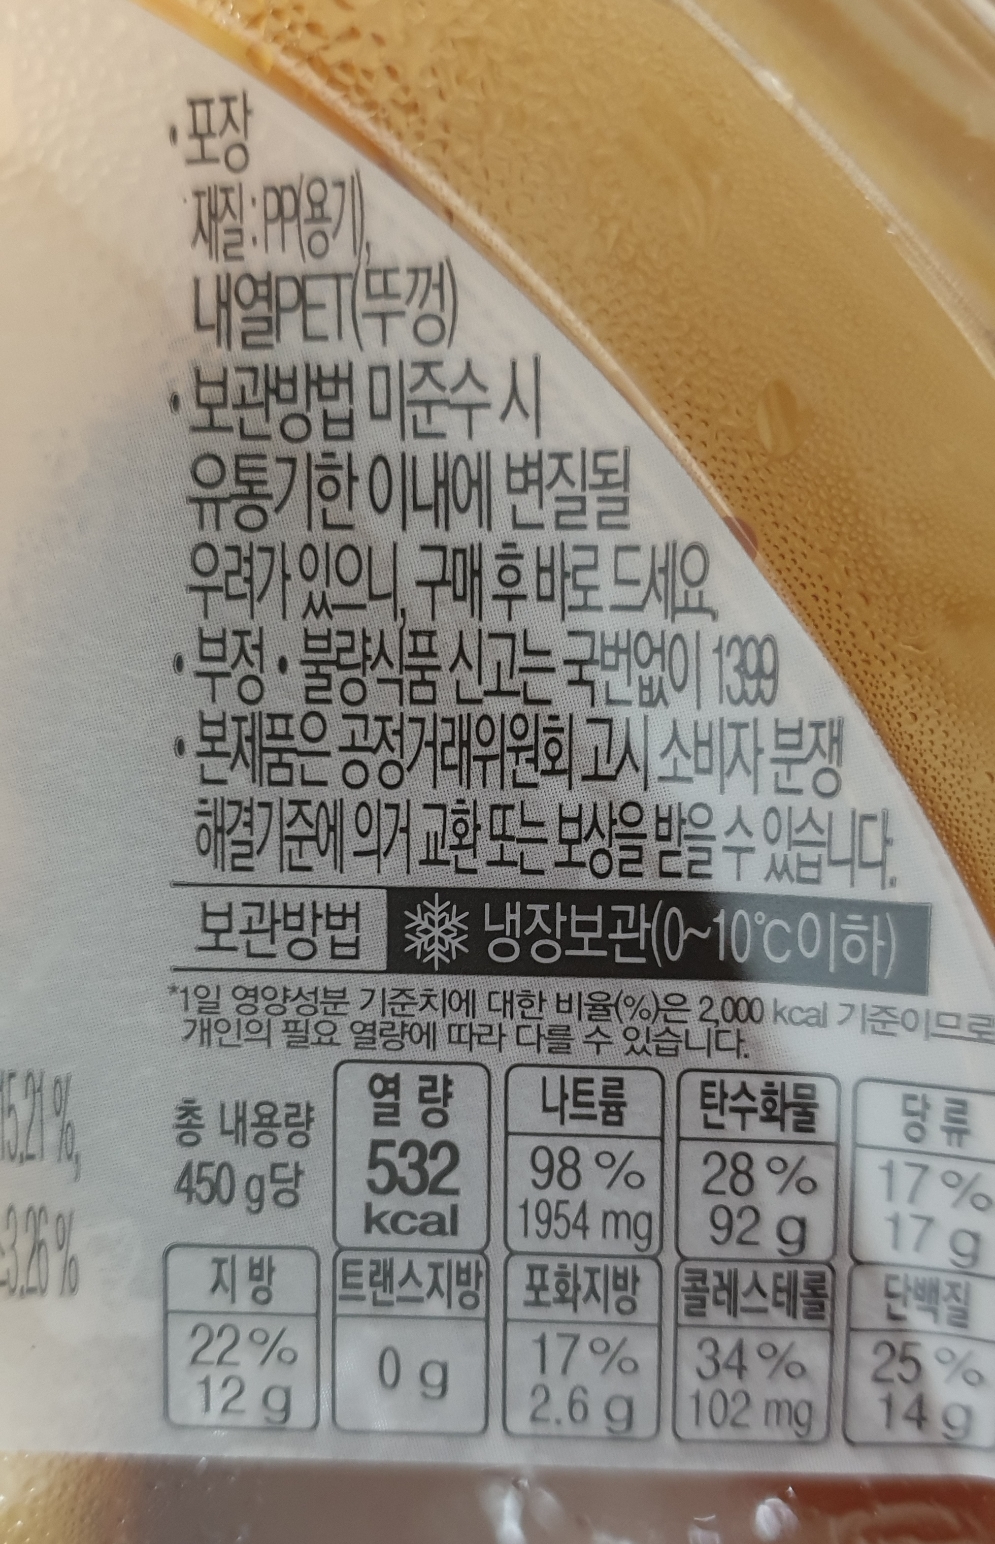 • 포장
재질 : PP(용기),
내열PET(뚜껑)
• 보관방법 미준수 시
유통기한 이내에 변질될
우려가 있으니, 구매 후 바로 드세요.
• 부정 • 불량식품 신고는 국번없이 1399
• 본제품은 공정거래위원회 고시 소비자 분쟁
해결기준에 의거 교환 또는 보상을 받을 수 있습니다.
보관방법 냉장보관(0~10℃이하)
*1일 영양성분 기준치에 대한 비율(%)은 2,000 kcal 기준이므로
개인의 필요 열량에 따라 다를 수 있습니다.
15.21 %,
3.26 %
총 내용량
450 g당
열량
532
kcal
나트륨
98 %
1954 mg
탄수화물
28 %
92 g
당류
17 %
17 g
지방
22 %
12 g
트랜스지방
0 g
포화지방
17 %
2.6 g
콜레스테롤
34 %
102 mg
단백질
25 %
14 g